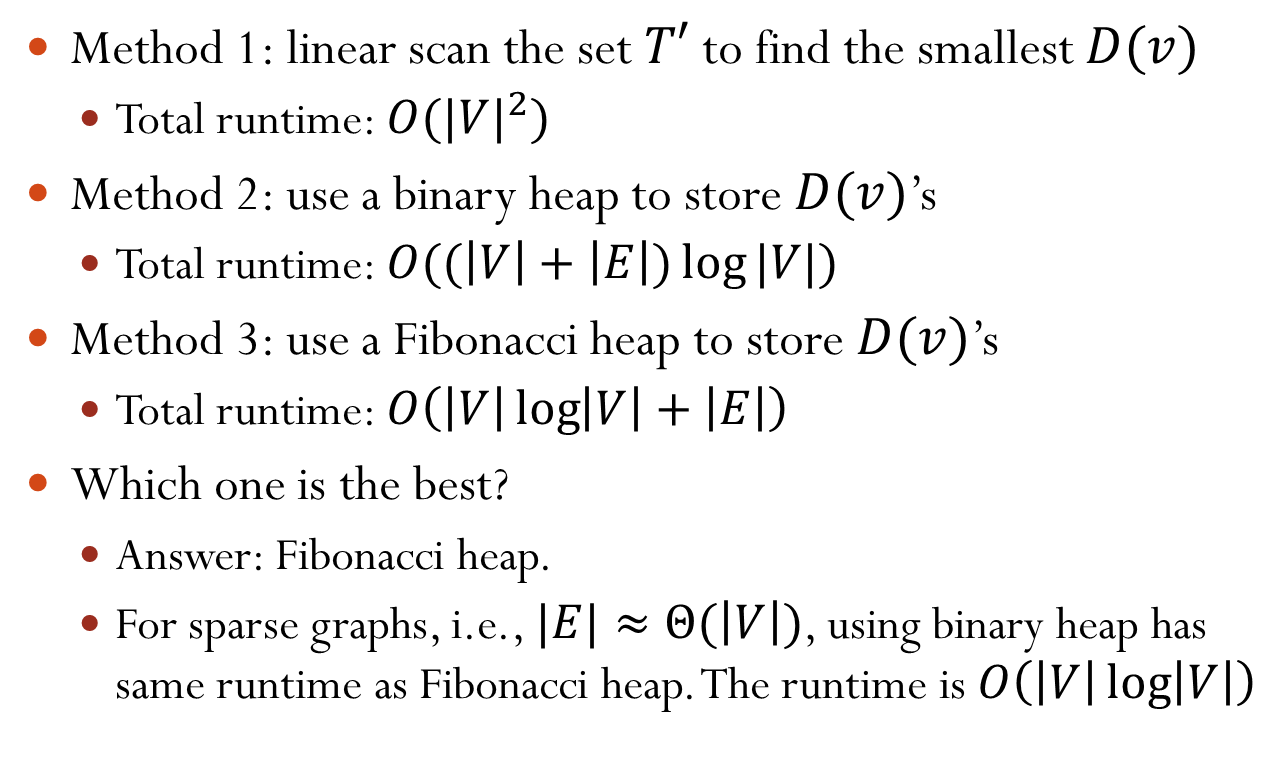 • Method 1: linear scan the set T′ to find the smallest D(v)
• Total runtime: O(|V|²)
• Method 2: use a binary heap to store D(v)’s
• Total runtime: O((|V| + |E|) log |V|)
• Method 3: use a Fibonacci heap to store D(v)’s
• Total runtime: O(|V| log|V| + |E|)
• Which one is the best?
• Answer: Fibonacci heap.
• For sparse graphs, i.e., |E| ≈ Θ(|V|), using binary heap has
same runtime as Fibonacci heap. The runtime is O(|V| log|V|)